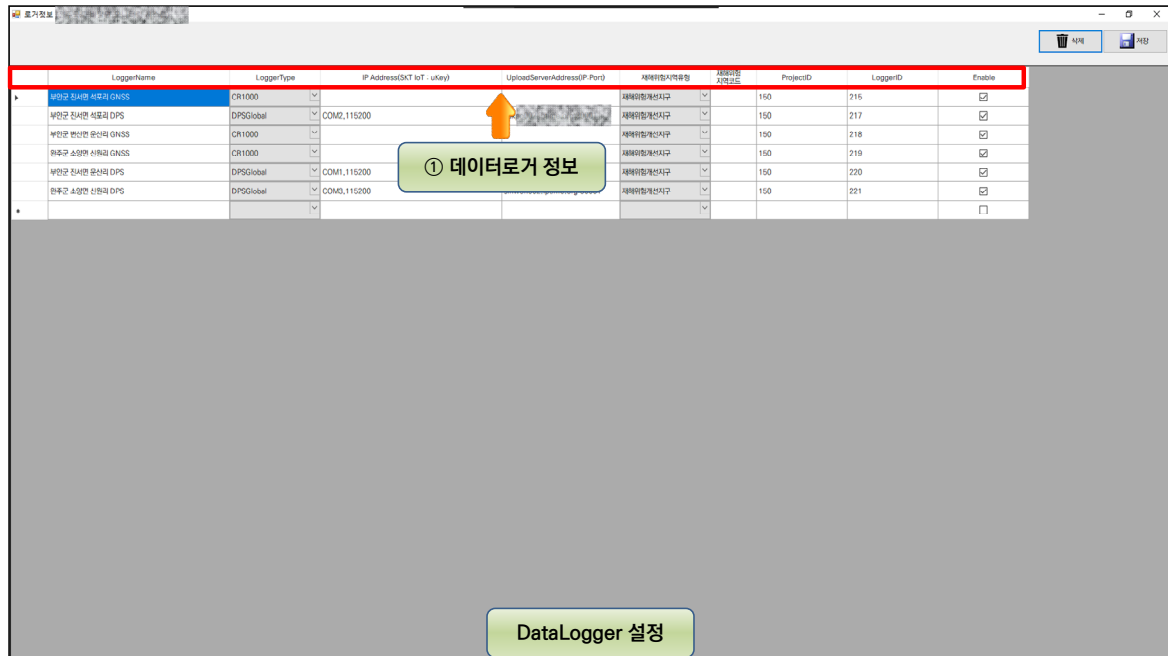 로거정보
삭제 저장
LoggerName LoggerType IP Address(SKT IoT : uKey) UploadServerAddress(IP:Port) 재해위험지역유형 재해위험 지역코드 ProjectID LoggerID Enable
부안군 진서면 석포리 GNSS CR1000 재해위험개선지구 150 215
부안군 진서면 석포리 DPS DPSGlobal COM2,115200 재해위험개선지구 150 217
부안군 변산면 운산리 GNSS CR1000 재해위험개선지구 150 218
완주군 소양면 신원리 GNSS CR1000 재해위험개선지구 150 219
부안군 진서면 운산리 DPS DPSGlobal COM1,115200 재해위험개선지구 150 220
완주군 소양면 신원리 DPS DPSGlobal COM3,115200 재해위험개선지구 150 221
① 데이터로거 정보
DataLogger 설정